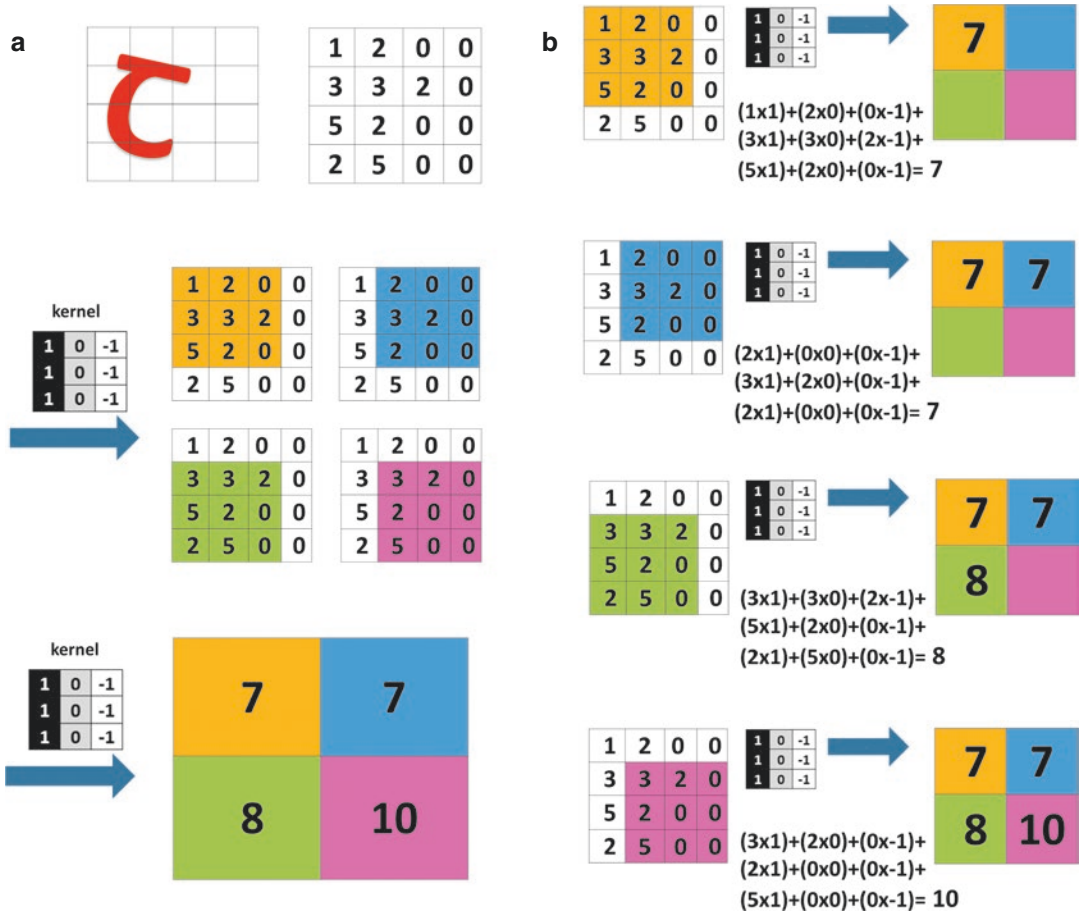 a
ح
1 2 0 0
3 3 2 0
5 2 0 0
2 5 0 0
kernel
1 0 -1
1 0 -1
1 0 -1
1 2 0 0
3 3 2 0
5 2 0 0
2 5 0 0
1 2 0 0
3 3 2 0
5 2 0 0
2 5 0 0
1 2 0 0
3 3 2 0
5 2 0 0
2 5 0 0
1 2 0 0
3 3 2 0
5 2 0 0
2 5 0 0
kernel
1 0 -1
1 0 -1
1 0 -1
7 7
8 10
b
1 2 0 0
3 3 2 0
5 2 0 0
2 5 0 0
1 0 -1
1 0 -1
1 0 -1
(1x1)+(2x0)+(0x-1)+
(3x1)+(3x0)+(2x-1)+
(5x1)+(2x0)+(0x-1)= 7
7
1 2 0 0
3 3 2 0
5 2 0 0
2 5 0 0
1 0 -1
1 0 -1
1 0 -1
(2x1)+(0x0)+(0x-1)+
(3x1)+(2x0)+(0x-1)+
(2x1)+(0x0)+(0x-1)= 7
7 7
1 2 0 0
3 3 2 0
5 2 0 0
2 5 0 0
1 0 -1
1 0 -1
1 0 -1
(3x1)+(3x0)+(2x-1)+
(5x1)+(2x0)+(0x-1)+
(2x1)+(5x0)+(0x-1)= 8
7 7
8
1 2 0 0
3 3 2 0
5 2 0 0
2 5 0 0
1 0 -1
1 0 -1
1 0 -1
(3x1)+(2x0)+(0x-1)+
(2x1)+(0x0)+(0x-1)+
(5x1)+(0x0)+(0x-1)= 10
7 7
8 10